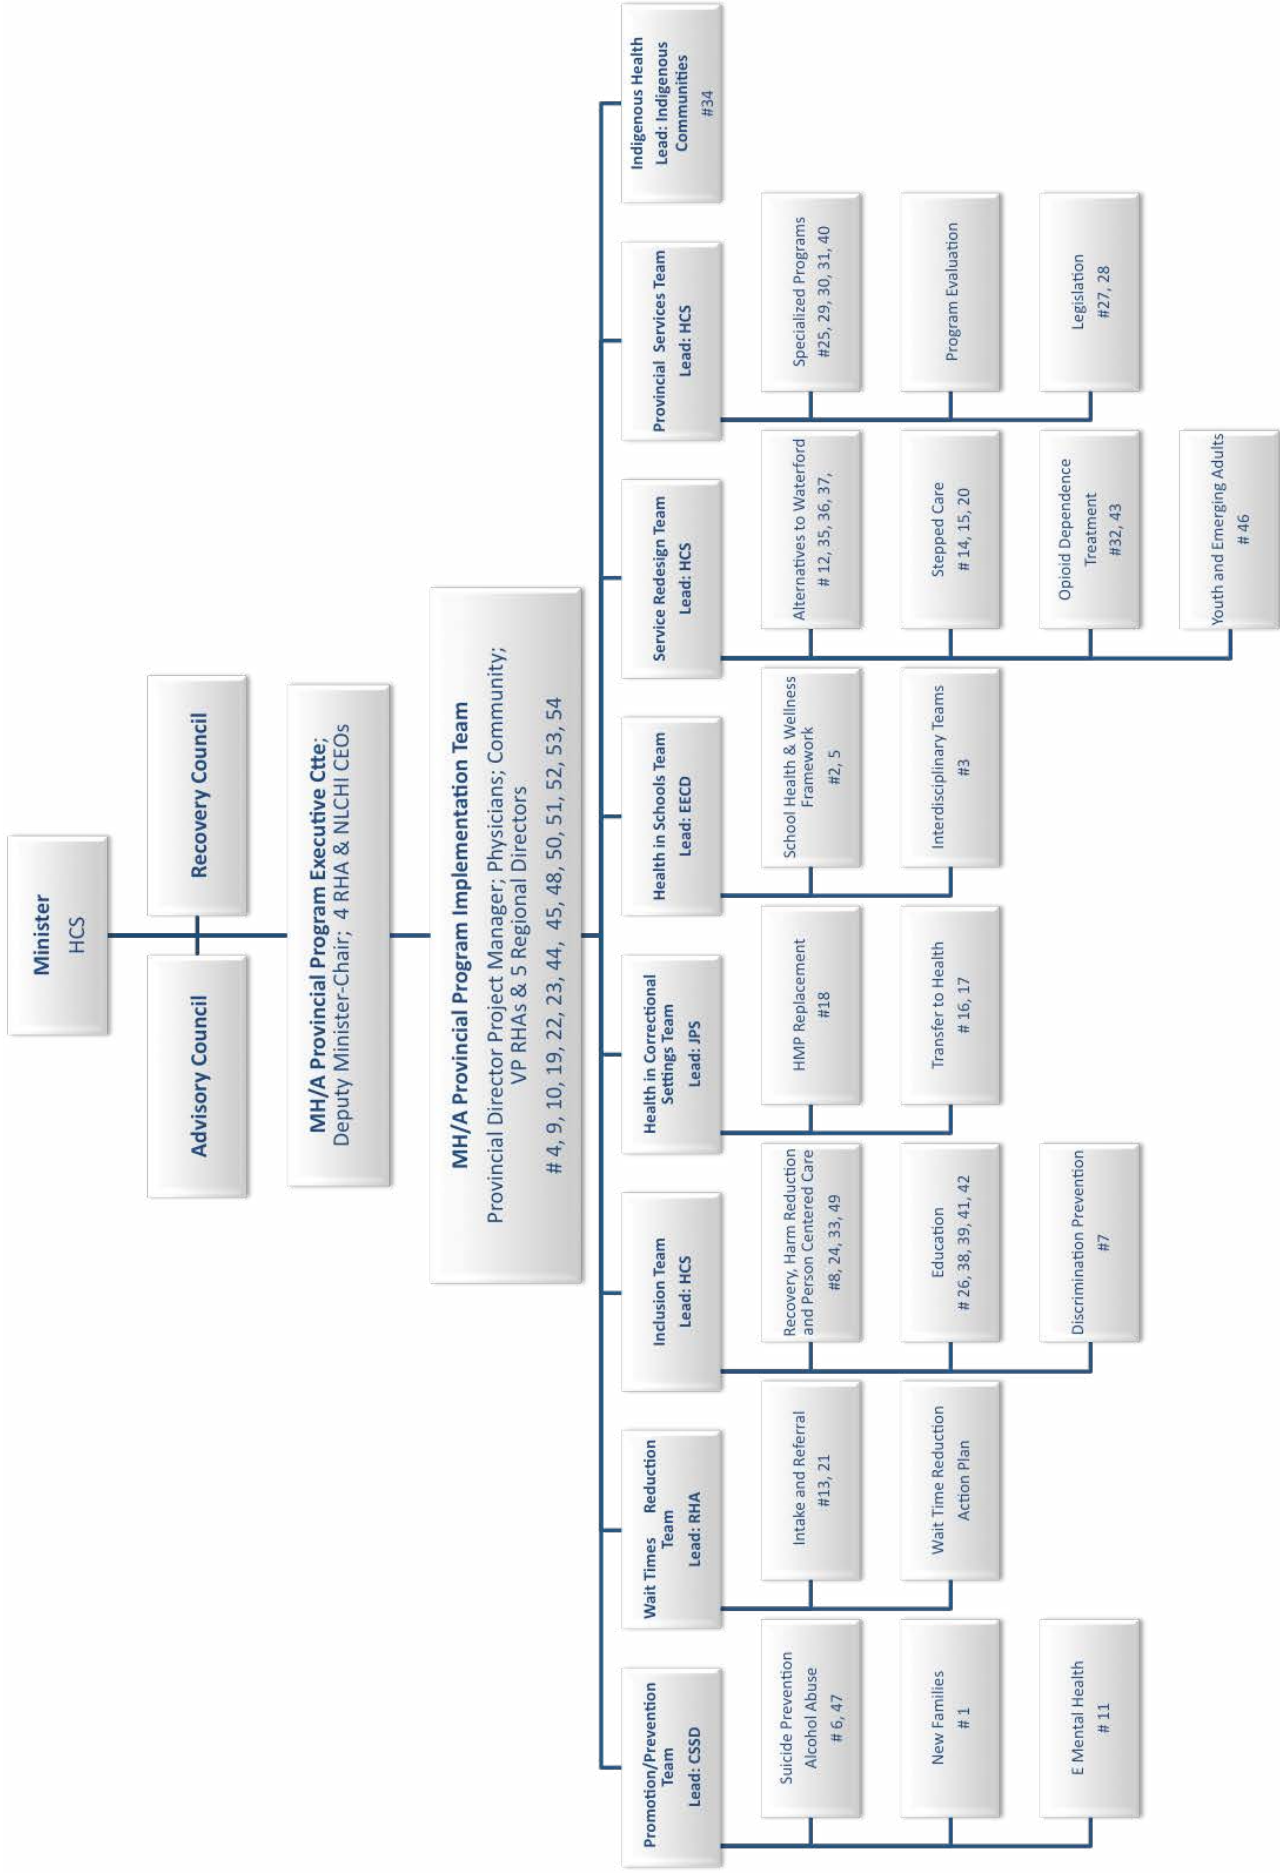 Minister
HCS
Advisory Council
Recovery Council
MH/A Provincial Program Executive Ctte;
Deputy Minister-Chair; 4 RHA & NLCHI CEOs
MH/A Provincial Program Implementation Team
Provincial Director Project Manager; Physicians; Community;
VP RHAs & 5 Regional Directors
# 4, 9, 10, 19, 22, 23, 44, 45, 48, 50, 51, 52, 53, 54
Promotion/Prevention
Team
Lead: CSSD
Suicide Prevention
Alcohol Abuse
# 6, 47
New Families
# 1
E Mental Health
# 11
Wait Times Reduction
Team
Lead: RHA
Intake and Referral
#13, 21
Wait Time Reduction
Action Plan
Inclusion Team
Lead: HCS
Recovery, Harm Reduction
and Person Centered Care
#8, 24, 33, 49
Education
# 26, 38, 39, 41, 42
Discrimination Prevention
#7
Health in Correctional
Settings Team
Lead: JPS
HMP Replacement
#18
Transfer to Health
# 16, 17
Health in Schools Team
Lead: EECD
School Health & Wellness
Framework
#2, 5
Interdisciplinary Teams
#3
Service Redesign Team
Lead: HCS
Alternatives to Waterford
# 12, 35, 36, 37,
Stepped Care
# 14, 15, 20
Opioid Dependence
Treatment
#32, 43
Youth and Emerging Adults
# 46
Provincial Services Team
Lead: HCS
Specialized Programs
#25, 29, 30, 31, 40
Program Evaluation
Legislation
#27, 28
Indigenous Health
Lead: Indigenous
Communities
#34